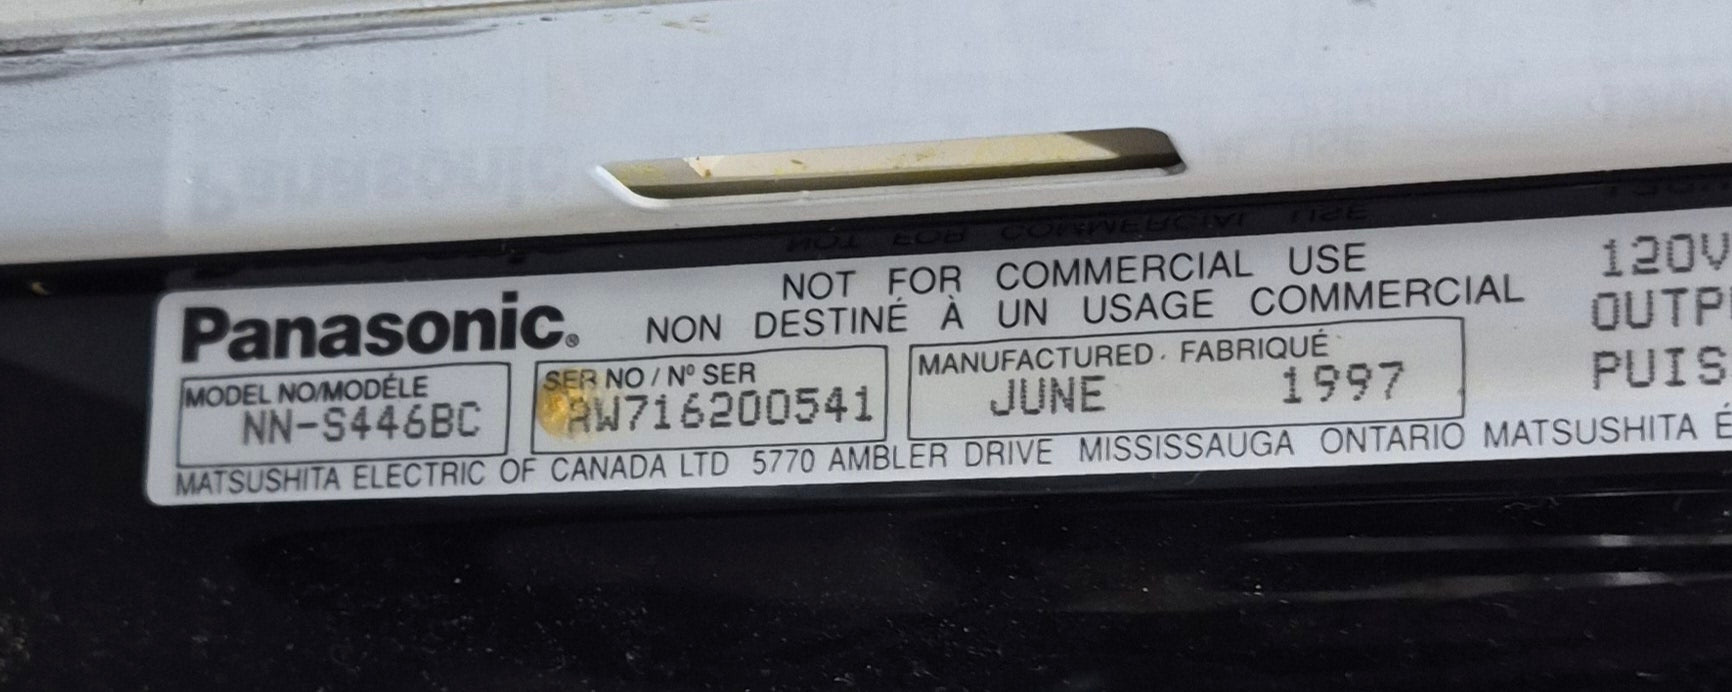 NOT FOR COMMERCIAL USE
Panasonic® NON DESTINÉ À UN USAGE COMMERCIAL
MODEL NO/MODÉLE
NN-S446BC
SER NO / Nº SER
AW716200541
MANUFACTURED · FABRIQUÉ
JUNE 1997
120V
OUTP
PUIS
MATSUSHITA ELECTRIC OF CANADA LTD 5770 AMBLER DRIVE MISSISSAUGA ONTARIO MATSUSHITA É